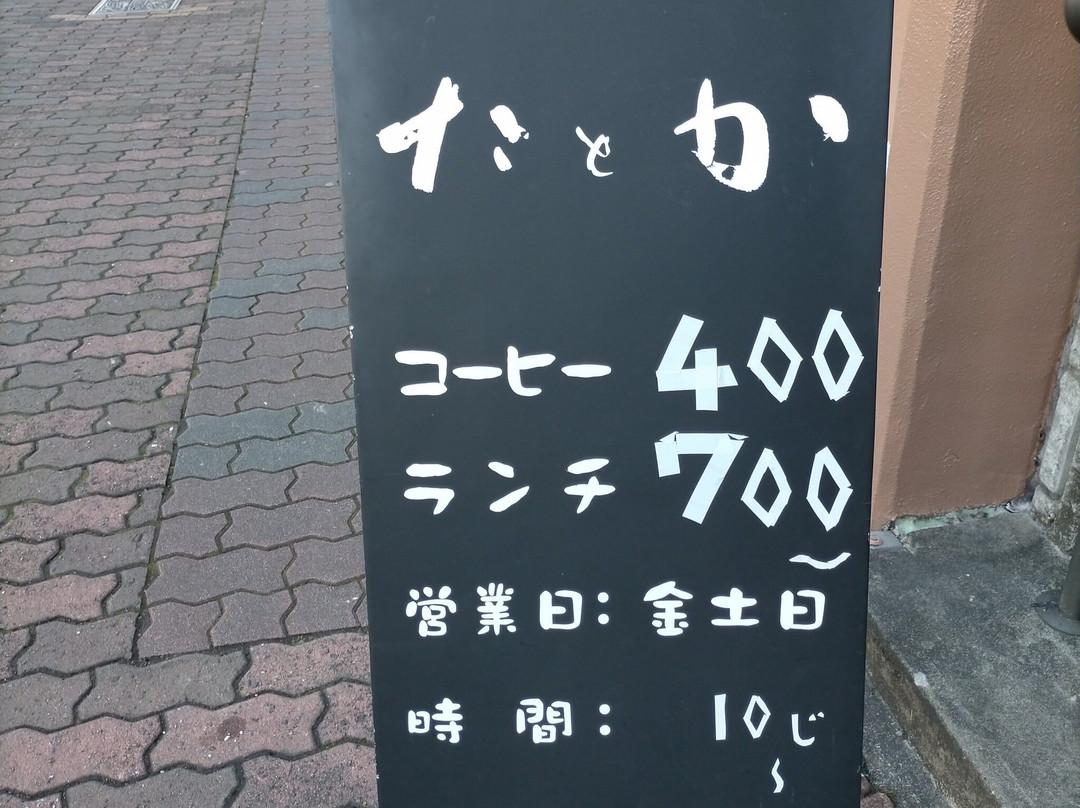 たとか
コーヒー 400
ランチ 700
〜
営業日: 金土日
時間: 10じ
〜